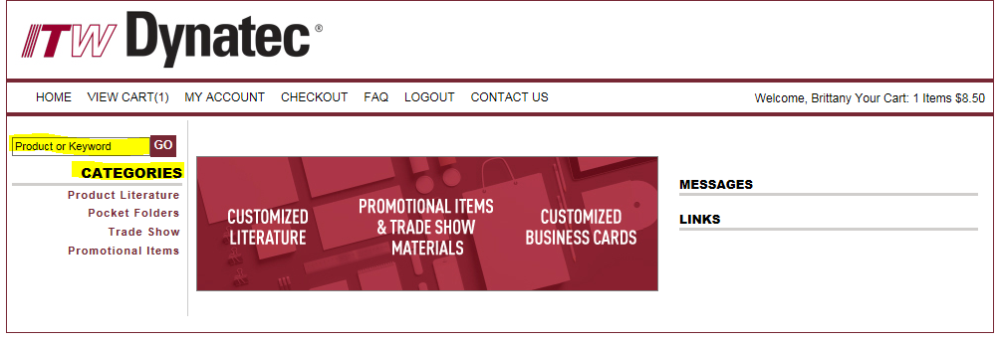 ITW Dynatec®
HOME VIEW CART(1) MY ACCOUNT CHECKOUT FAQ LOGOUT CONTACT US
Welcome, Brittany Your Cart: 1 Items $8.50
Product or Keyword GO
CATEGORIES
Product Literature
Pocket Folders
Trade Show
Promotional Items
CUSTOMIZED
LITERATURE
PROMOTIONAL ITEMS
& TRADE SHOW
MATERIALS
CUSTOMIZED
BUSINESS CARDS
MESSAGES
LINKS